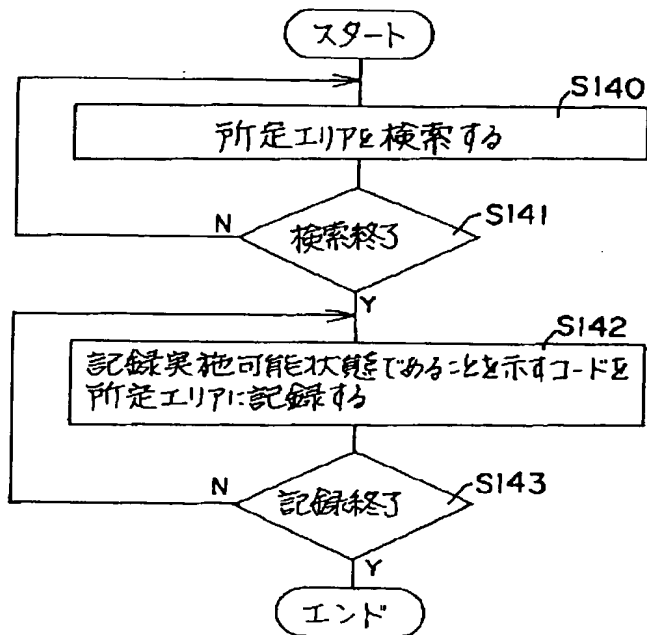 スタート
S140
所定エリアを検索する
N
検索終了
S141
Y
S142
記録実施可能状態であることを示すコードを
所定エリアに記録する
N
記録終了
S143
Y
エンド